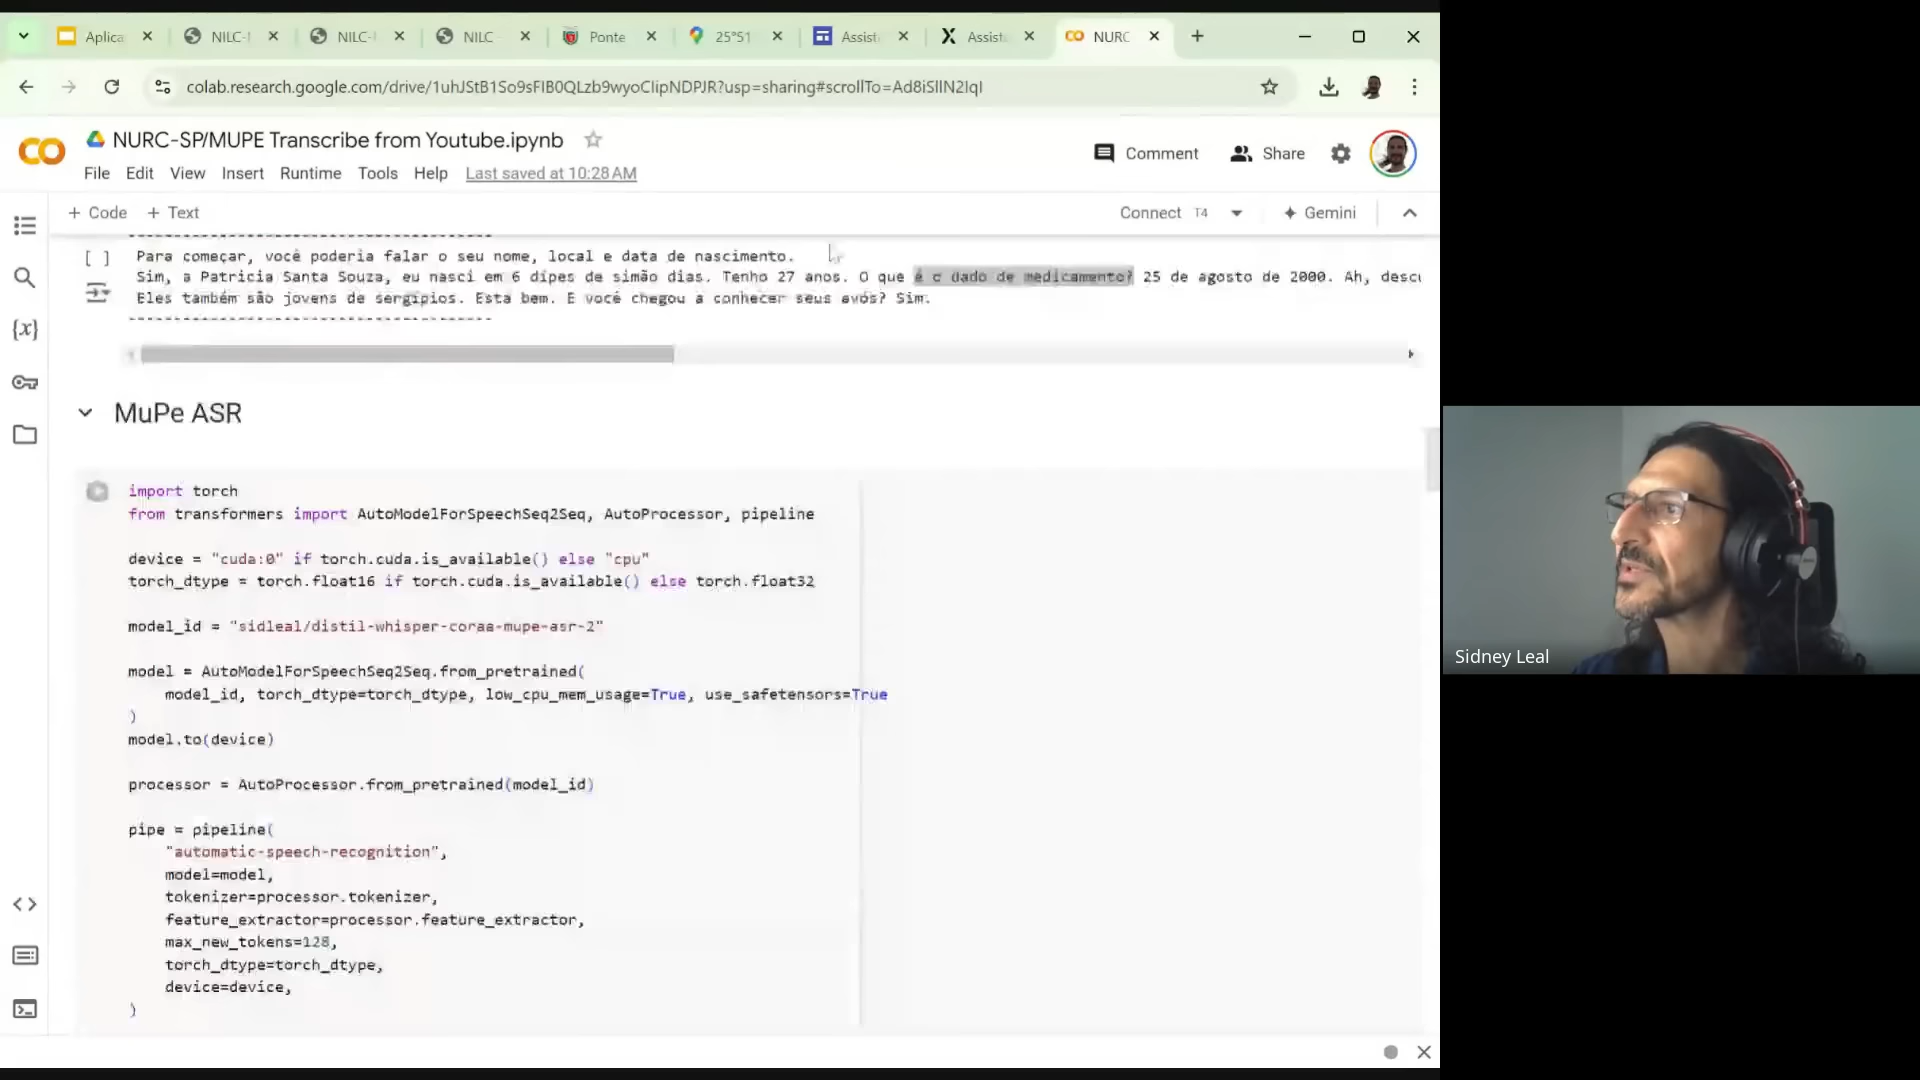 Aplica
NILC-
NILC-
NILC
Ponte
25°51
Assist
Assist
NURC
colab.research.google.com/drive/1uhJStB1So9sFIB0QLzb9wyoCIipNDPJR?usp=sharing#scrollTo=Ad8iSlIN2IqI
NURC-SP/MUPE Transcribe from Youtube.ipynb
Comment
Share
File Edit View Insert Runtime Tools Help Last saved at 10:28 AM
+ Code + Text
Connect T4
Gemini
[ ]
Para começar, você poderia falar o seu nome, local e data de nascimento.
Sim, a Patricia Santa Souza, eu nasci em 6 dipes de simão dias. Tenho 27 anos. O que é o dado de medicamento? 25 de agosto de 2000. Ah, descu
Eles também são jovens de sergipios. Esta bem. E você chegou a conhecer seus avós? Sim.
MuPe ASR
import torch
from transformers import AutoModelForSpeechSeq2Seq, AutoProcessor, pipeline
device = "cuda:0" if torch.cuda.is_available() else "cpu"
torch_dtype = torch.float16 if torch.cuda.is_available() else torch.float32
model_id = "sidleal/distil-whisper-coraa-mupe-asr-2"
model = AutoModelForSpeechSeq2Seq.from_pretrained(
model_id, torch_dtype=torch_dtype, low_cpu_mem_usage=True, use_safetensors=True
)
model.to(device)
processor = AutoProcessor.from_pretrained(model_id)
pipe = pipeline(
"automatic-speech-recognition",
model=model,
tokenizer=processor.tokenizer,
feature_extractor=processor.feature_extractor,
max_new_tokens=128,
torch_dtype=torch_dtype,
device=device,
)
Sidney Leal